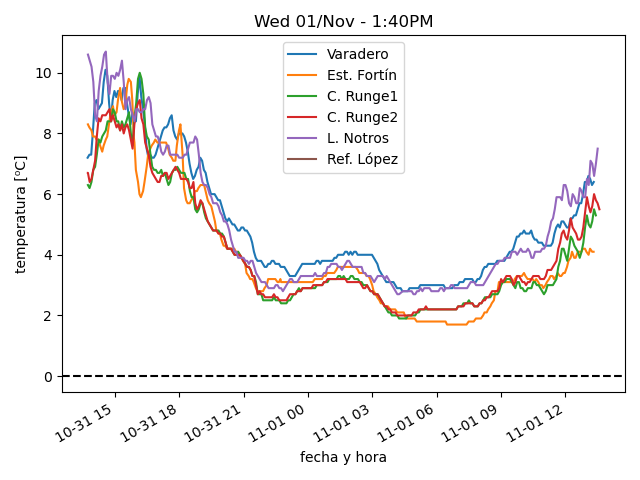 Wed 01/Nov - 1:40PM
Varadero
Est. Fortín
C. Runge1
C. Runge2
L. Notros
Ref. López
temperatura [ºC]
10
8
6
4
2
0
10-31 15
10-31 18
10-31 21
11-01 00
11-01 03
11-01 06
11-01 09
11-01 12
fecha y hora